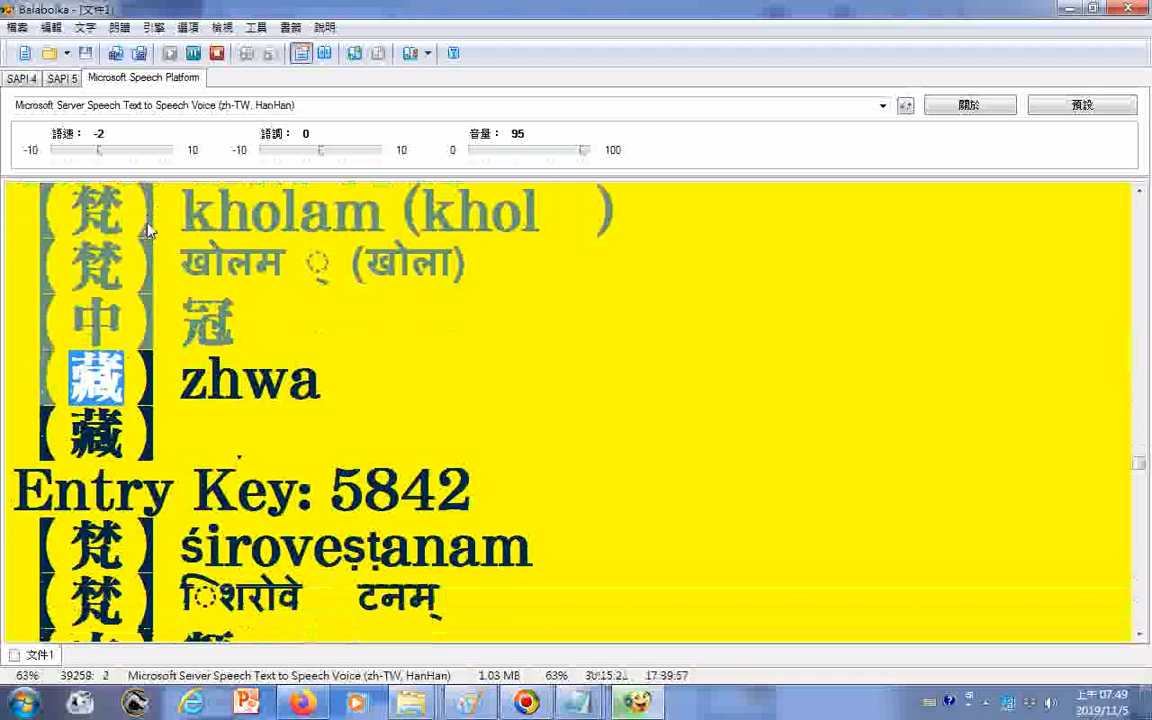 Balabolka - [文件1]
檔案 編輯 文字 朗讀 引擎 選項 檢視 工具 書籤 說明
SAPI 4 SAPI 5 Microsoft Speech Platform
Microsoft Server Speech Text to Speech Voice (zh-TW, HanHan) 關於 預設
語速： -2 語調： 0 音量： 95
-10 10 -10 10 0 100
【梵】 kholam (khol )
【梵】 खोलम ् (खोला)
【中】 冠
【藏】 zhwa
【藏】
Entry Key: 5842
【梵】 śiroveṣṭanam
【梵】 िशरोवे टनम्
文件1
63% 39259: 2 Microsoft Server Speech Text to Speech Voice (zh-TW, HanHan) 1.03 MB 63% 17:39:57
上午 07:49
2019/11/5